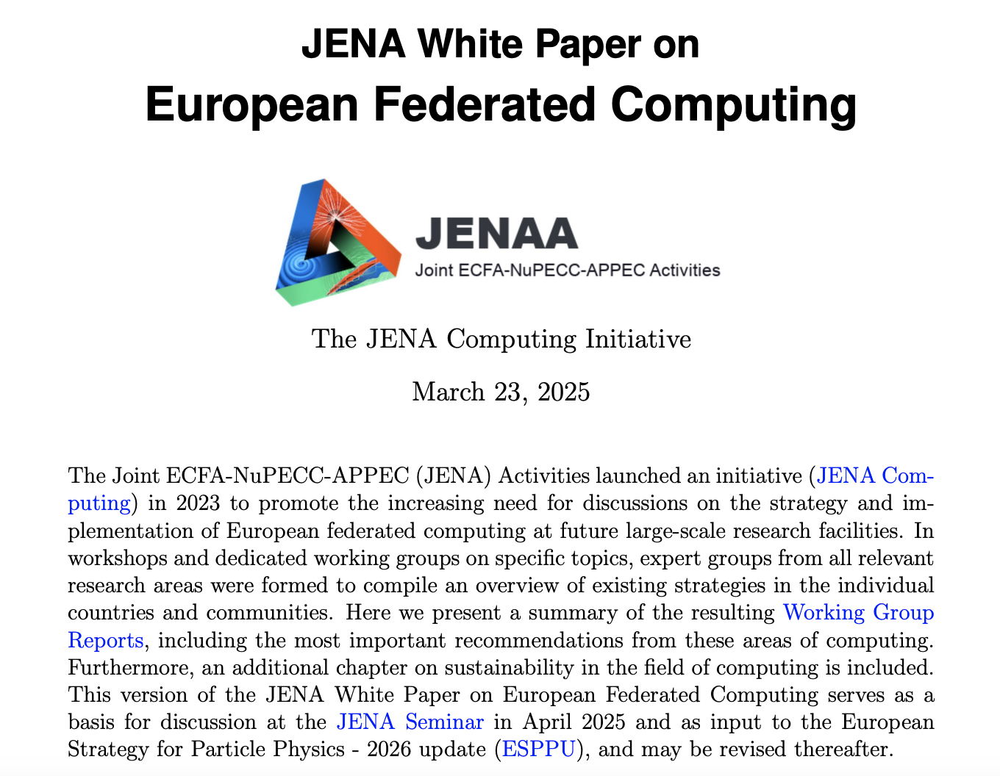 JENA White Paper on
European Federated Computing
JENAA
Joint ECFA-NuPECC-APPEC Activities
The JENA Computing Initiative
March 23, 2025
The Joint ECFA-NuPECC-APPEC (JENA) Activities launched an initiative (JENA Com-
puting) in 2023 to promote the increasing need for discussions on the strategy and im-
plementation of European federated computing at future large-scale research facilities. In
workshops and dedicated working groups on specific topics, expert groups from all relevant
research areas were formed to compile an overview of existing strategies in the individual
countries and communities. Here we present a summary of the resulting Working Group
Reports, including the most important recommendations from these areas of computing.
Furthermore, an additional chapter on sustainability in the field of computing is included.
This version of the JENA White Paper on European Federated Computing serves as a
basis for discussion at the JENA Seminar in April 2025 and as input to the European
Strategy for Particle Physics - 2026 update (ESPPU), and may be revised thereafter.